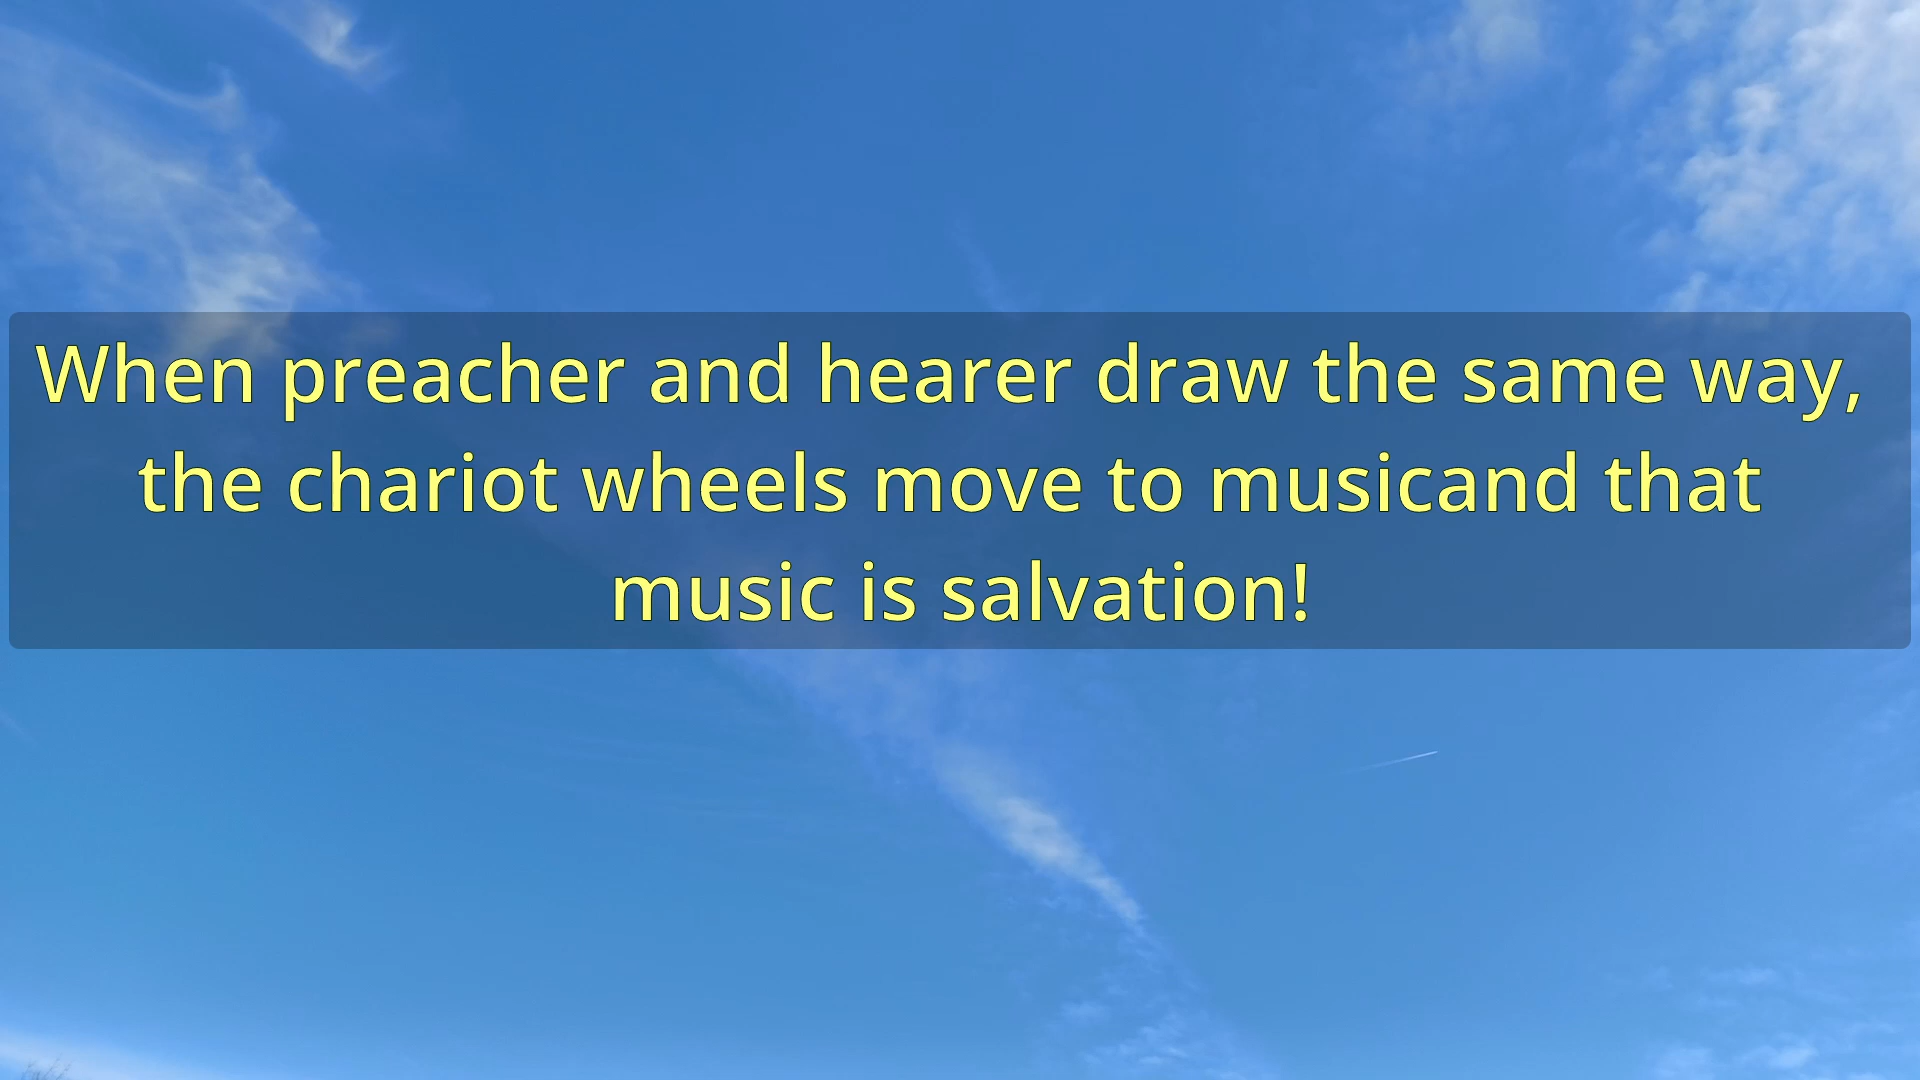 When preacher and hearer draw the same way,
the chariot wheels move to musicand that
music is salvation!